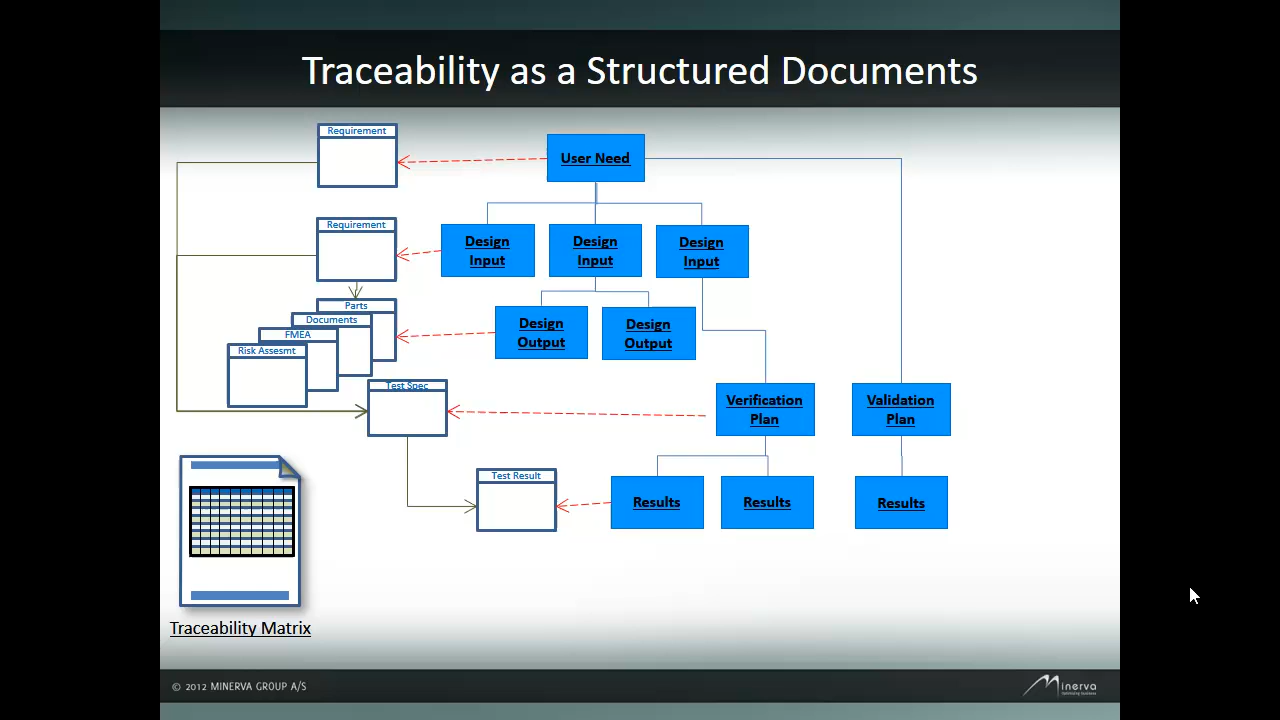 Traceability as a Structured Documents
Requirement
User Need
Requirement
Design
Input
Design
Input
Design
Input
Parts
Documents
FMEA
Risk Assesmt
Design
Output
Design
Output
Test Spec
Verification
Plan
Validation
Plan
Test Result
Results
Results
Results
Traceability Matrix
© 2012 MINERVA GROUP A/S
Minerva